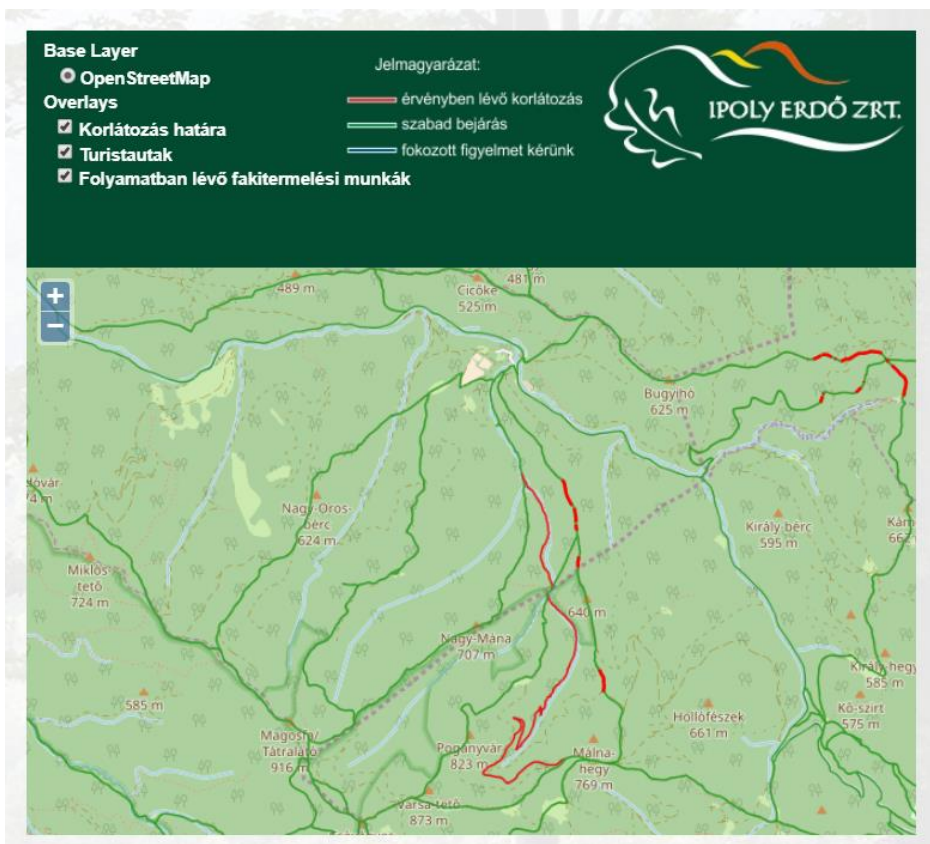 Base Layer
OpenStreetMap
Overlays
Korlátozás határa
Turistautak
Folyamatban lévő fakitermelési munkák
Jelmagyarázat:
érvényben lévő korlátozás
szabad bejárás
fokozott figyelmet kérünk
IPOLY ERDŐ ZRT.
+
−
489 m
Cicőke
525 m
481 m
Bugyihó
625 m
Nagy-Oros-
bérc
624 m
Király-bérc
595 m
Miklós-
tető
724 m
640 m
Nagy-Mána
707 m
Király-hegy
585 m
585 m
Kő-szirt
575 m
Hollófészek
661 m
Magosfa/
Tátralátó
916 m
Pogányvár
823 m
Málna-
hegy
769 m
Varsa-tető
873 m